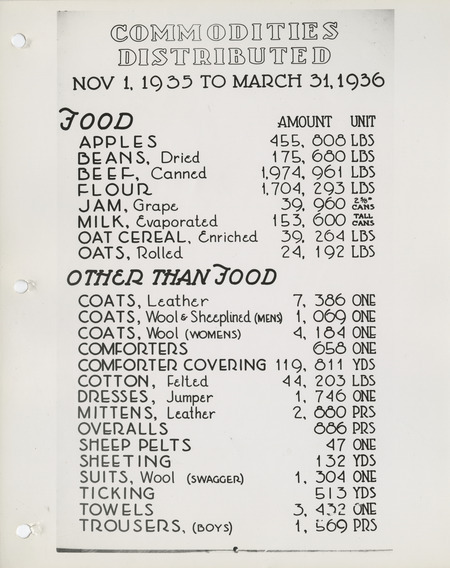 COMMODITIES
DISTRIBUTED
NOV 1, 1935 TO MARCH 31, 1936
FOOD AMOUNT UNIT
APPLES 455, 808 LBS
BEANS, Dried 175, 680 LBS
BEEF, Canned 1,974, 961 LBS
FLOUR 1,704, 293 LBS
JAM, Grape 39, 960 CANS
MILK, Evaporated 153, 600 TALL CANS
OAT CEREAL, Enriched 39, 264 LBS
OATS, Rolled 24, 192 LBS
OTHER THAN FOOD
COATS, Leather 7, 386 ONE
COATS, Wool & Sheeplined (MENS) 1, 069 ONE
COATS, Wool (WOMENS) 4, 184 ONE
COMFORTERS 658 ONE
COMFORTER COVERING 119, 811 YDS
COTTON, Felted 44, 203 LBS
DRESSES, Jumper 1, 746 ONE
MITTENS, Leather 2, 880 PRS
OVERALLS 886 PRS
SHEEP PELTS 47 ONE
SHEETING 132 YDS
SUITS, Wool (SWAGGER) 1, 304 ONE
TICKING 513 YDS
TOWELS 3, 432 ONE
TROUSERS, (BOYS) 1, 569 PRS